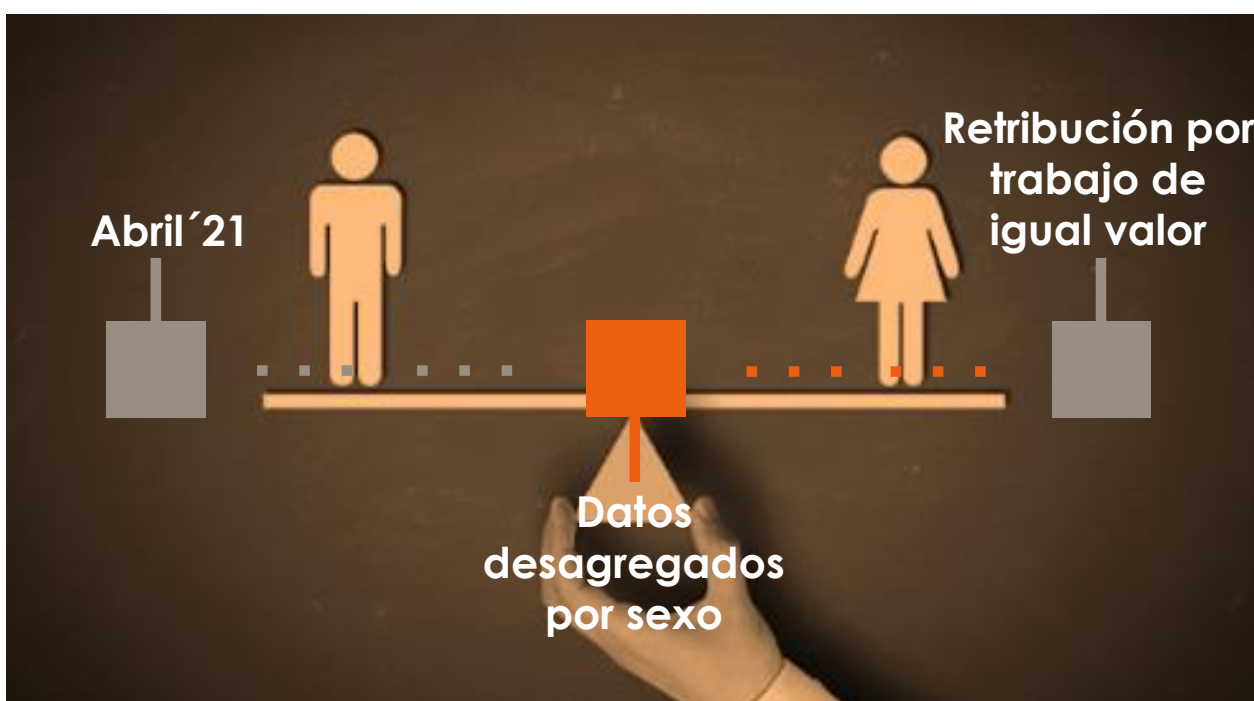 Abril´21
Retribución por
trabajo de
igual valor
Datos
desagregados
por sexo